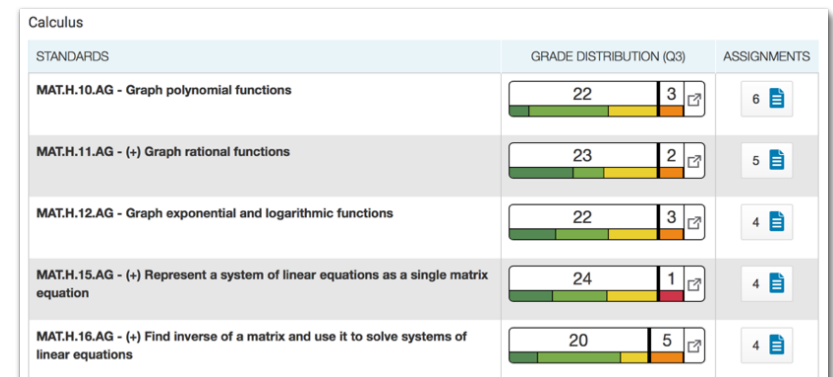 Calculus
STANDARDS GRADE DISTRIBUTION (Q3) ASSIGNMENTS
MAT.H.10.AG - Graph polynomial functions 22 3 6
MAT.H.11.AG - (+) Graph rational functions 23 2 5
MAT.H.12.AG - Graph exponential and logarithmic functions 22 3 4
MAT.H.15.AG - (+) Represent a system of linear equations as a single matrix
equation 24 1 4
MAT.H.16.AG - (+) Find inverse of a matrix and use it to solve systems of
linear equations 20 5 4